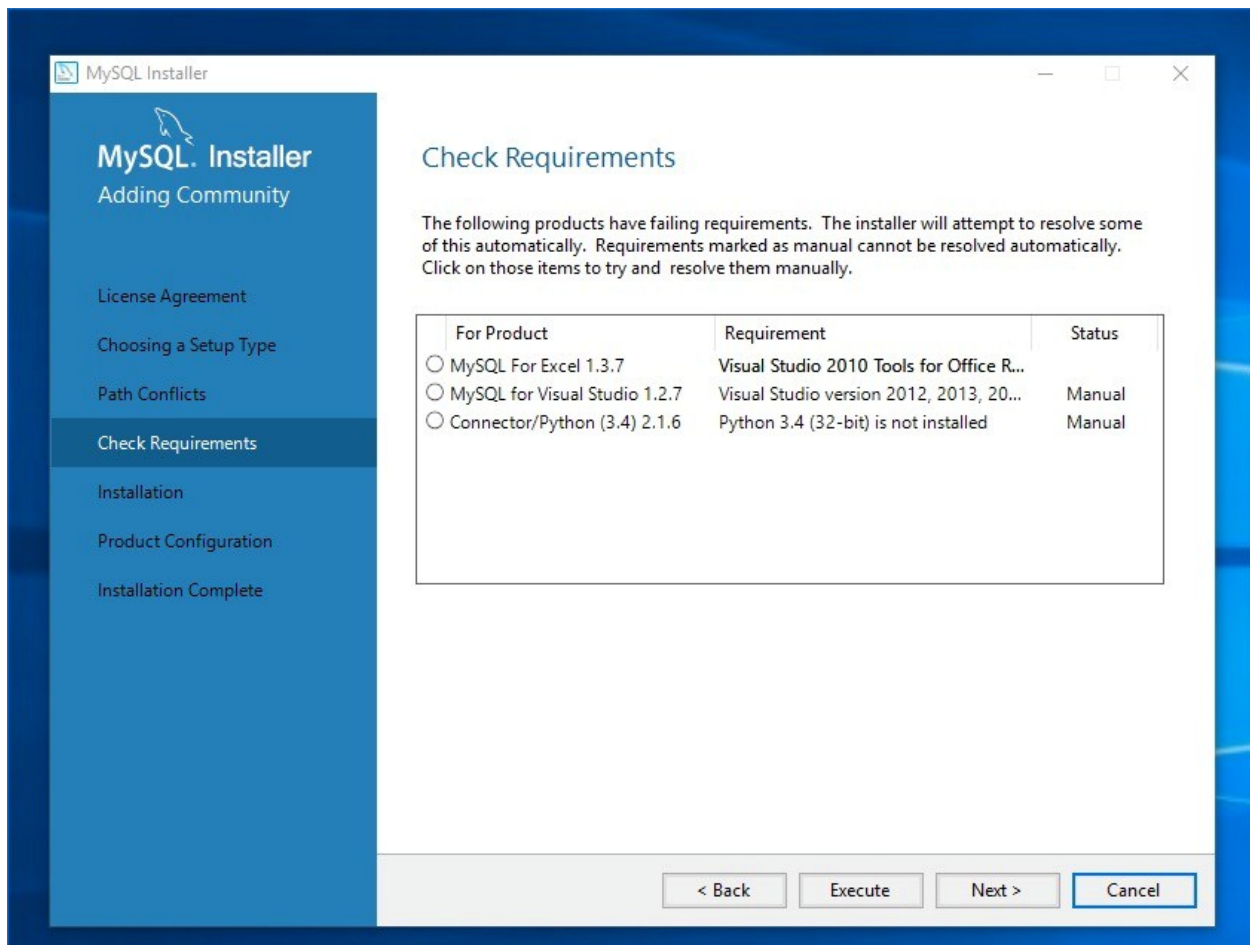 MySQL Installer
MySQL. Installer
Adding Community
License Agreement
Choosing a Setup Type
Path Conflicts
Check Requirements
Installation
Product Configuration
Installation Complete
Check Requirements
The following products have failing requirements. The installer will attempt to resolve some
of this automatically. Requirements marked as manual cannot be resolved automatically.
Click on those items to try and resolve them manually.
For Product Requirement Status
MySQL For Excel 1.3.7 Visual Studio 2010 Tools for Office R...
MySQL for Visual Studio 1.2.7 Visual Studio version 2012, 2013, 20... Manual
Connector/Python (3.4) 2.1.6 Python 3.4 (32-bit) is not installed Manual
< Back Execute Next > Cancel